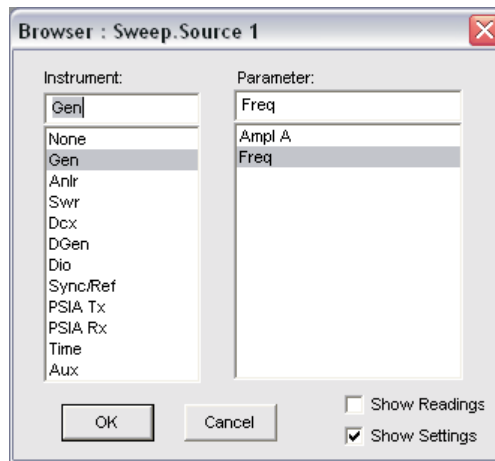 Browser : Sweep.Source 1
Instrument:
Gen
None
Gen
Anlr
Swr
Dcx
DGen
Dio
Sync/Ref
PSIA Tx
PSIA Rx
Time
Aux
Parameter:
Freq
Ampl A
Freq
OK
Cancel
Show Readings
Show Settings